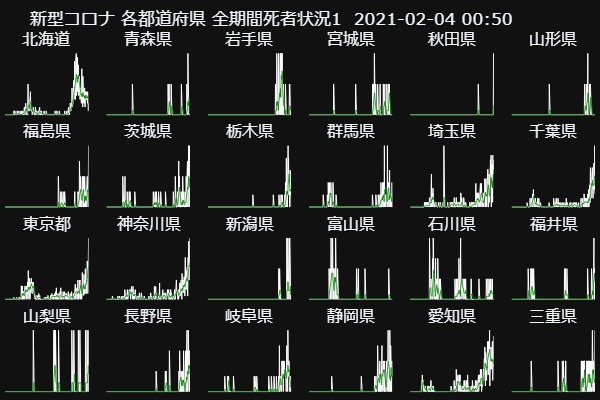 新型コロナ 各都道府県 全期間死者状況1 2021-02-04 00:50
北海道 青森県 岩手県 宮城県 秋田県 山形県
福島県 茨城県 栃木県 群馬県 埼玉県 千葉県
東京都 神奈川県 新潟県 富山県 石川県 福井県
山梨県 長野県 岐阜県 静岡県 愛知県 三重県